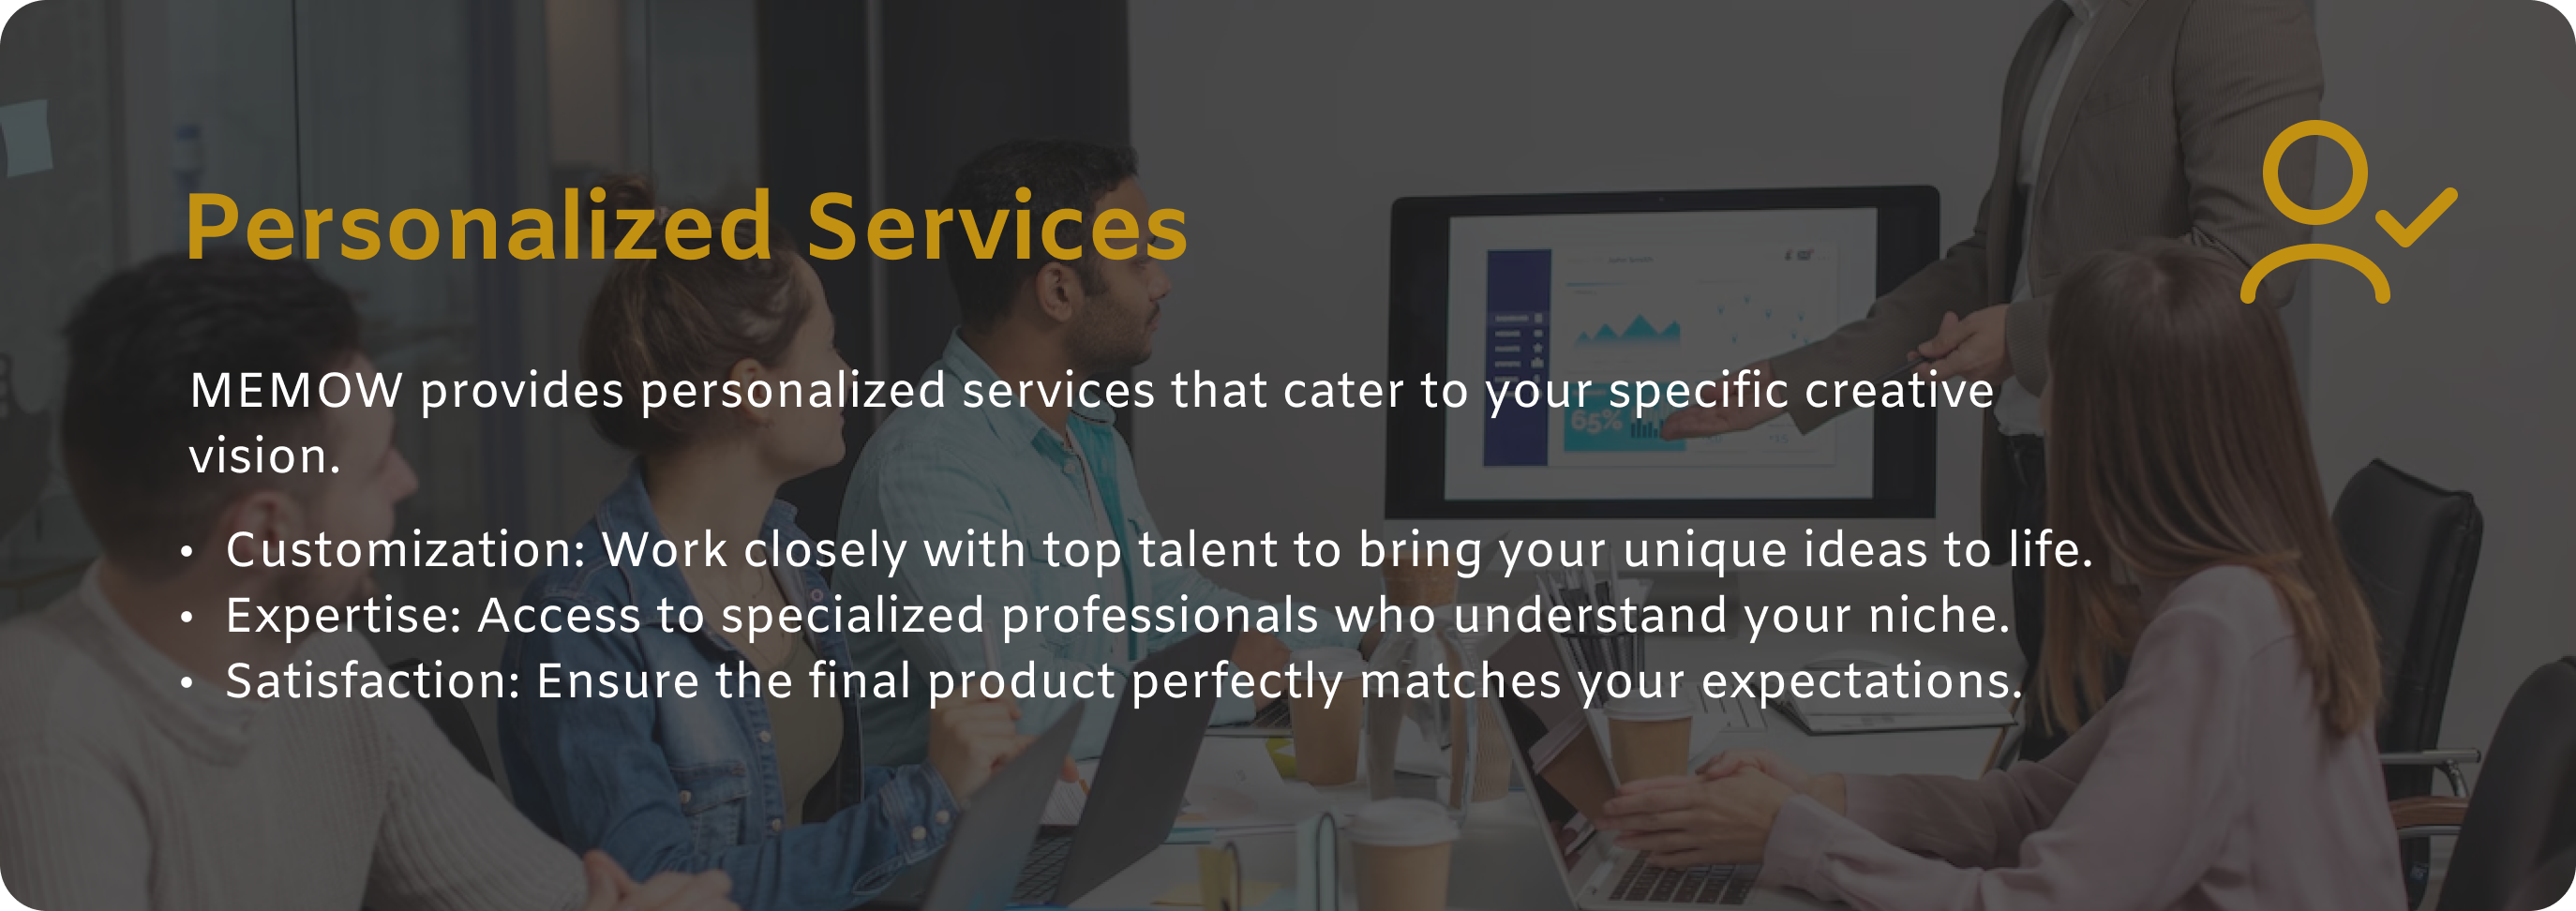 Personalized Services
MEMOW provides personalized services that cater to your specific creative
vision.
• Customization: Work closely with top talent to bring your unique ideas to life.
• Expertise: Access to specialized professionals who understand your niche.
• Satisfaction: Ensure the final product perfectly matches your expectations.
65%